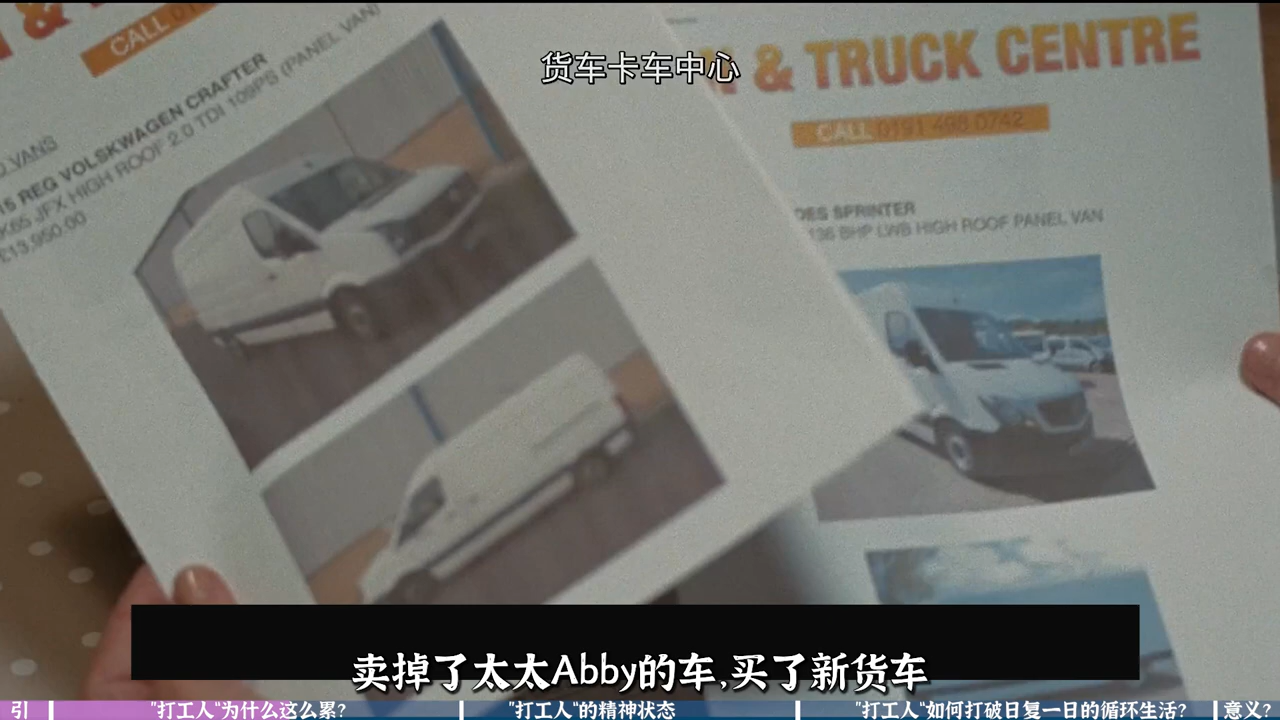 CALL
15 REG VOLSKWAGEN CRAFTER
K65 JFX HIGH ROOF 2.0 TDI 109PS (PANEL VAN)
£13,950.00
货车卡车中心
& TRUCK CENTRE
CALL 0191 498 0742
DES SPRINTER
136 BHP LWB HIGH ROOF PANEL VAN
卖掉了太太Abby的车,买了新货车
引
"打工人“为什么这么累?
"打工人“的精神状态
"打工人“如何打破日复一日的循环生活?
意义?